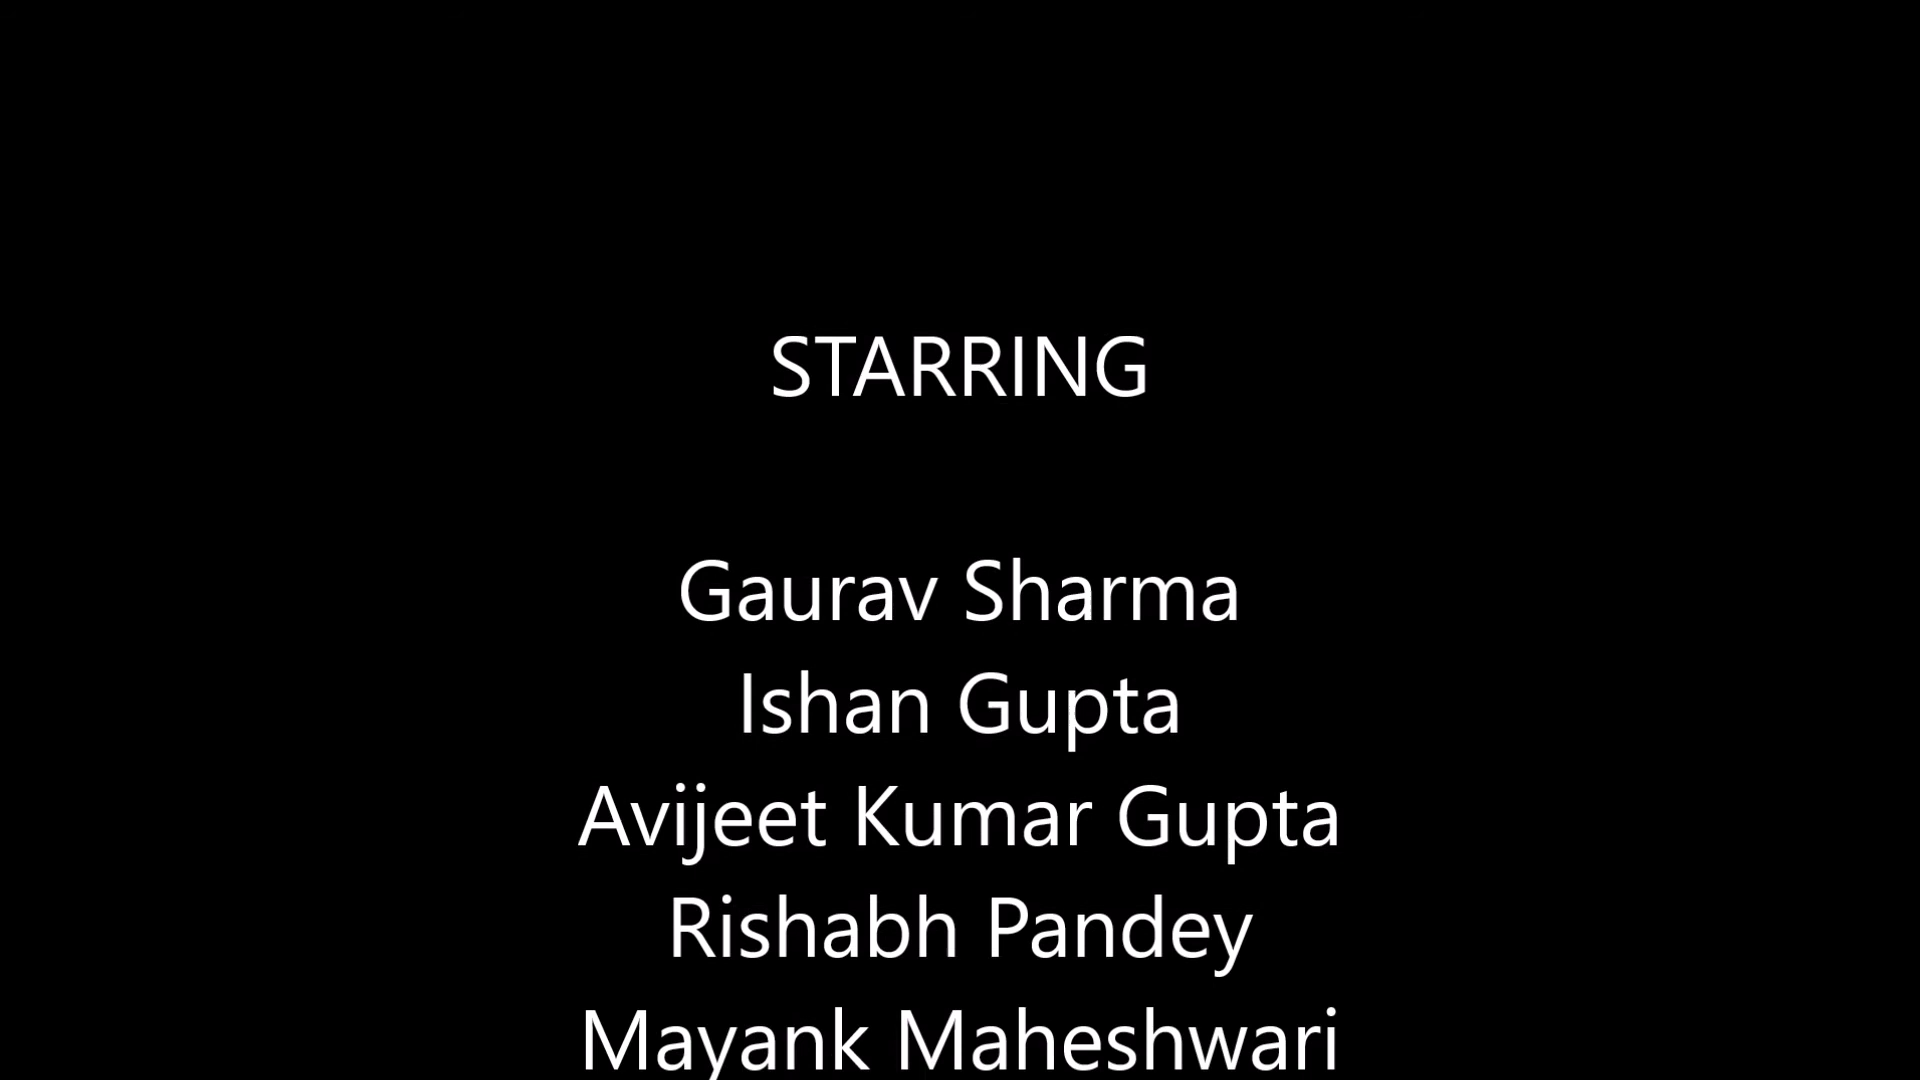 STARRING
Gaurav Sharma
Ishan Gupta
Avijeet Kumar Gupta
Rishabh Pandey
Mayank Maheshwari